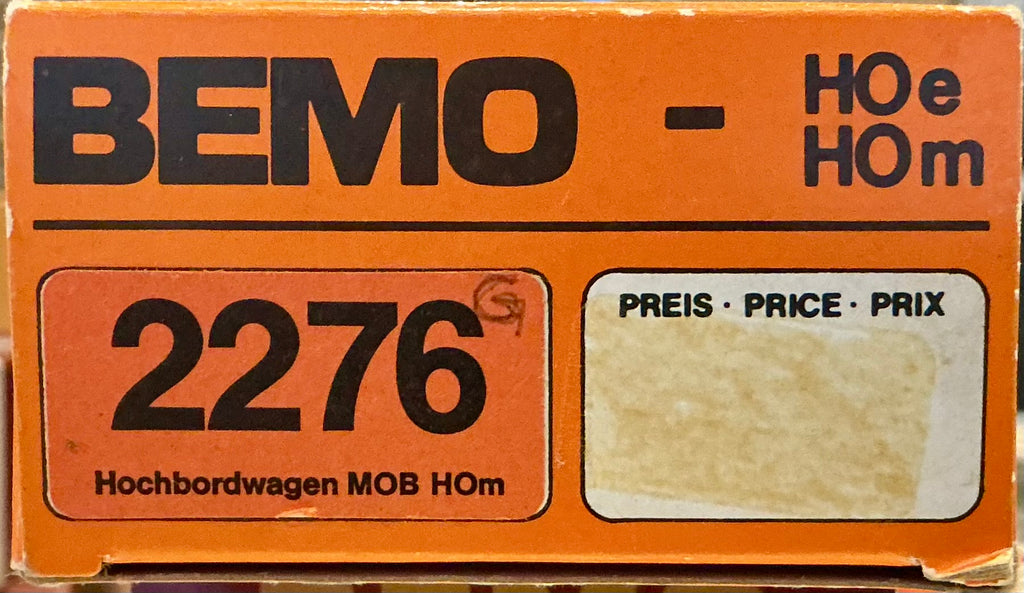 BEMO - HOe
HOm
2276
Hochbordwagen MOB HOm
PREIS · PRICE · PRIX